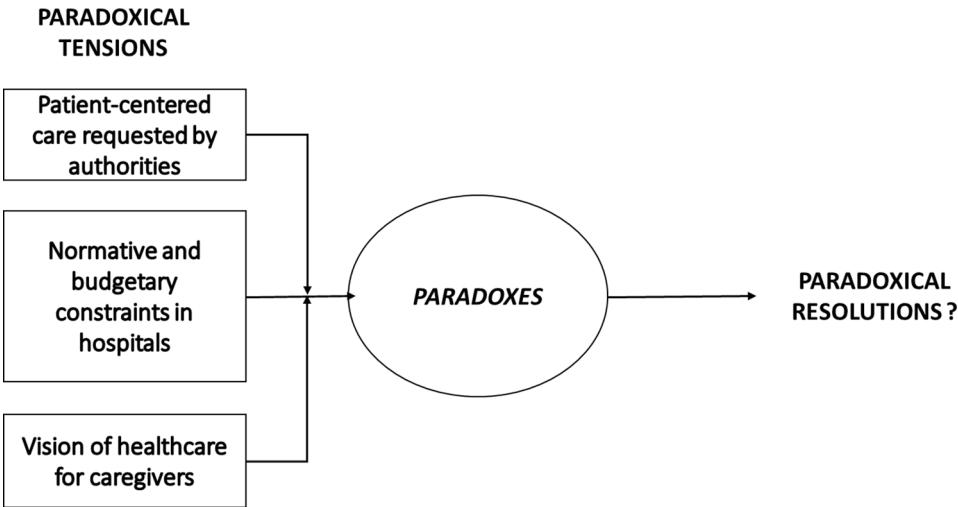 PARADOXICAL
TENSIONS
Patient-centered
care requested by
authorities
Normative and
budgetary
constraints in
hospitals
Vision of healthcare
for caregivers
PARADOXES
PARADOXICAL
RESOLUTIONS ?